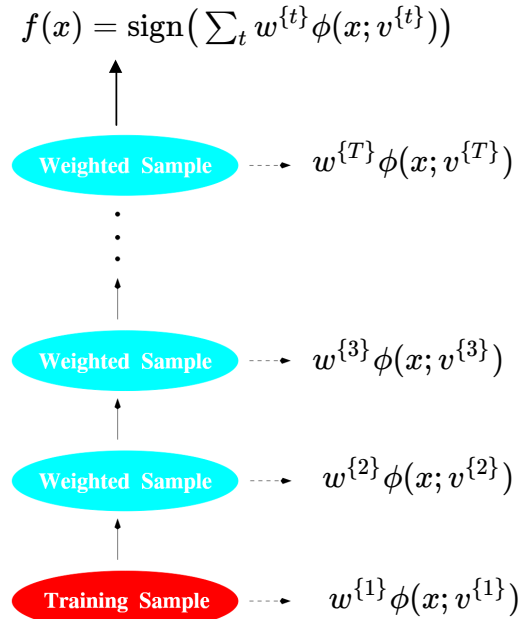 f(x) = sign( ∑_t w^{t} ϕ(x; v^{t}))
Weighted Sample w^{T} ϕ(x; v^{T})
Weighted Sample w^{3} ϕ(x; v^{3})
Weighted Sample w^{2} ϕ(x; v^{2})
Training Sample w^{1} ϕ(x; v^{1})